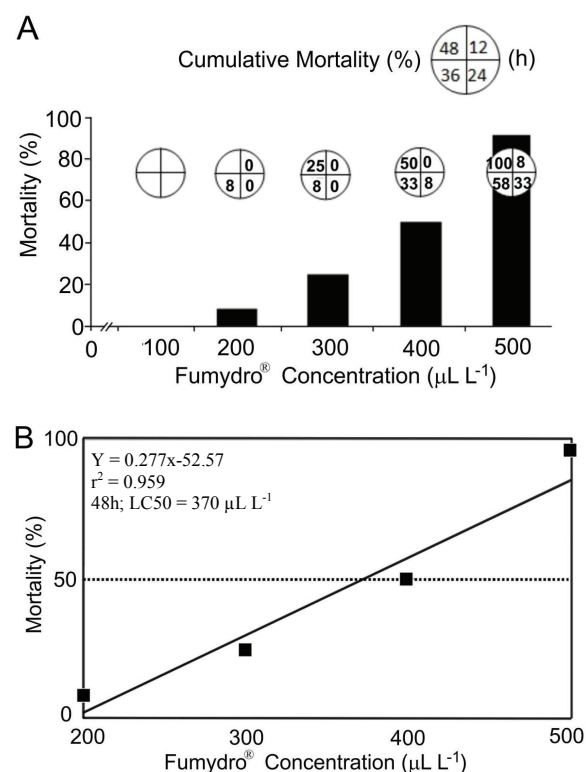 A
Cumulative Mortality (%) 48 12 (h)
36 24
Mortality (%)
100
80
60
40
20
0
0
25 0
50 0
100 8
8 0
8 0
33 8
58 33
0 100 200 300 400 500
Fumydro® Concentration (µL L-1)
B
100
Y = 0.277x-52.57
r² = 0.959
48h; LC50 = 370 µL L-1
Mortality (%)
50
0
200 300 400 500
Fumydro® Concentration (µL L-1)